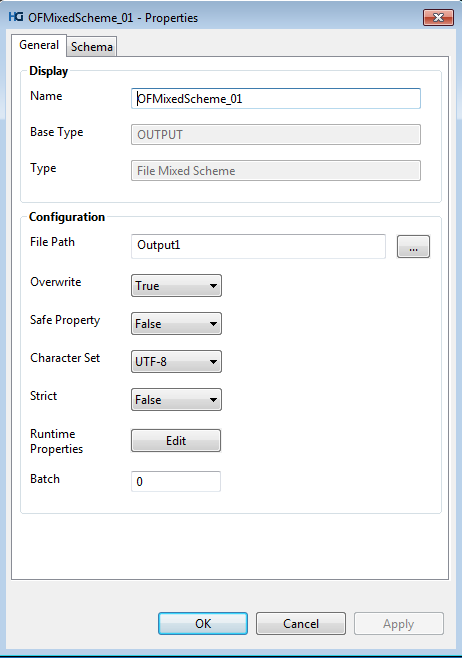 HG OFMixedScheme_01 - Properties
General Schema
Display
Name OFMixedScheme_01
Base Type OUTPUT
Type File Mixed Scheme
Configuration
File Path Output1 ...
Overwrite True
Safe Property False
Character Set UTF-8
Strict False
Runtime
Properties Edit
Batch 0
OK Cancel Apply